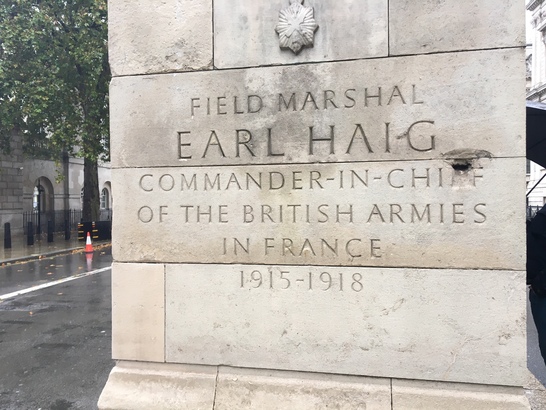 FIELD MARSHAL
EARL HAIG
COMMANDER-IN-CHIEF
OF THE BRITISH ARMIES
IN FRANCE
1915-1918